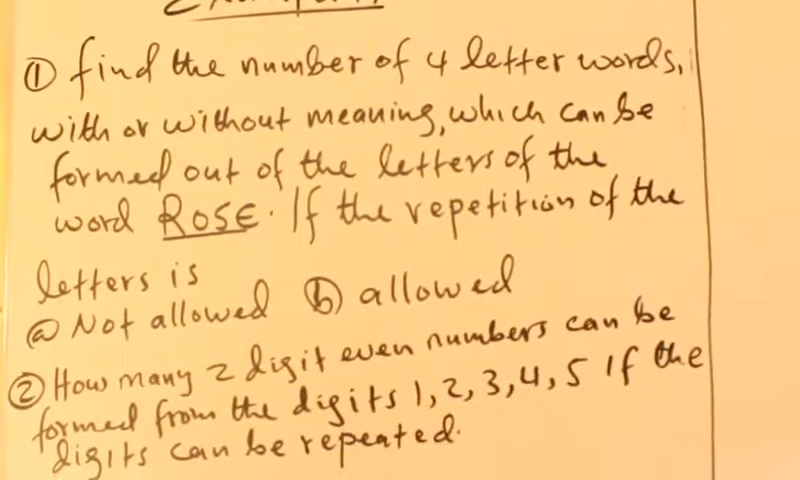 ① find the number of 4 letter words,
with or without meaning, which can be
formed out of the letters of the
word ROSE. If the repetition of the
letters is
ⓐ Not allowed ⓑ allowed
② How many 2 digit even numbers can be
formed from the digits 1, 2, 3, 4, 5 If the
digits can be repeated.